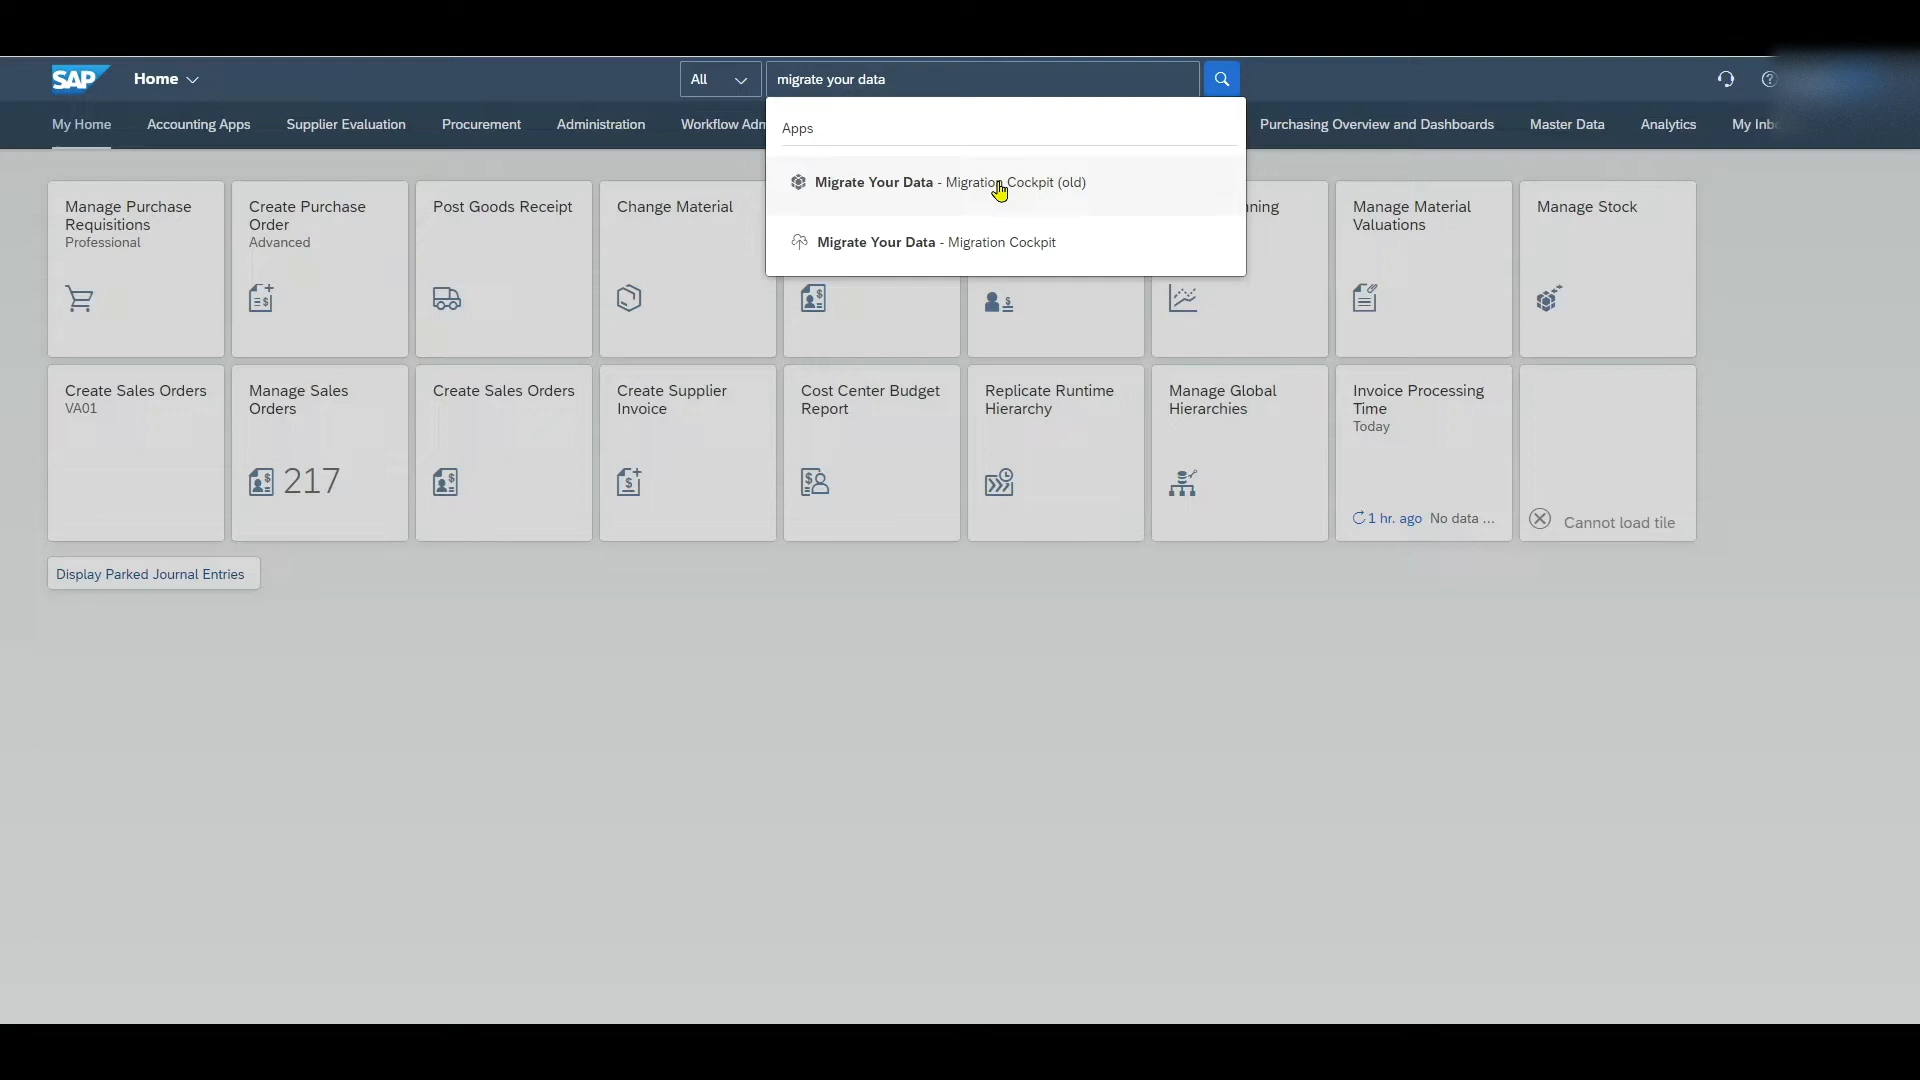 SAP
Home
All
migrate your data
My Home
Accounting Apps
Supplier Evaluation
Procurement
Administration
Workflow Adm
Purchasing Overview and Dashboards
Master Data
Analytics
My Inb
Apps
Migrate Your Data - Migration Cockpit (old)
Migrate Your Data - Migration Cockpit
Manage Purchase
Requisitions
Professional
Create Purchase
Order
Advanced
Post Goods Receipt
Change Material
Manage Material
Valuations
Manage Stock
Create Sales Orders
VA01
Manage Sales
Orders
217
Create Sales Orders
Create Supplier
Invoice
Cost Center Budget
Report
Replicate Runtime
Hierarchy
Manage Global
Hierarchies
Invoice Processing
Time
Today
1 hr. ago No data ...
Cannot load tile
Display Parked Journal Entries